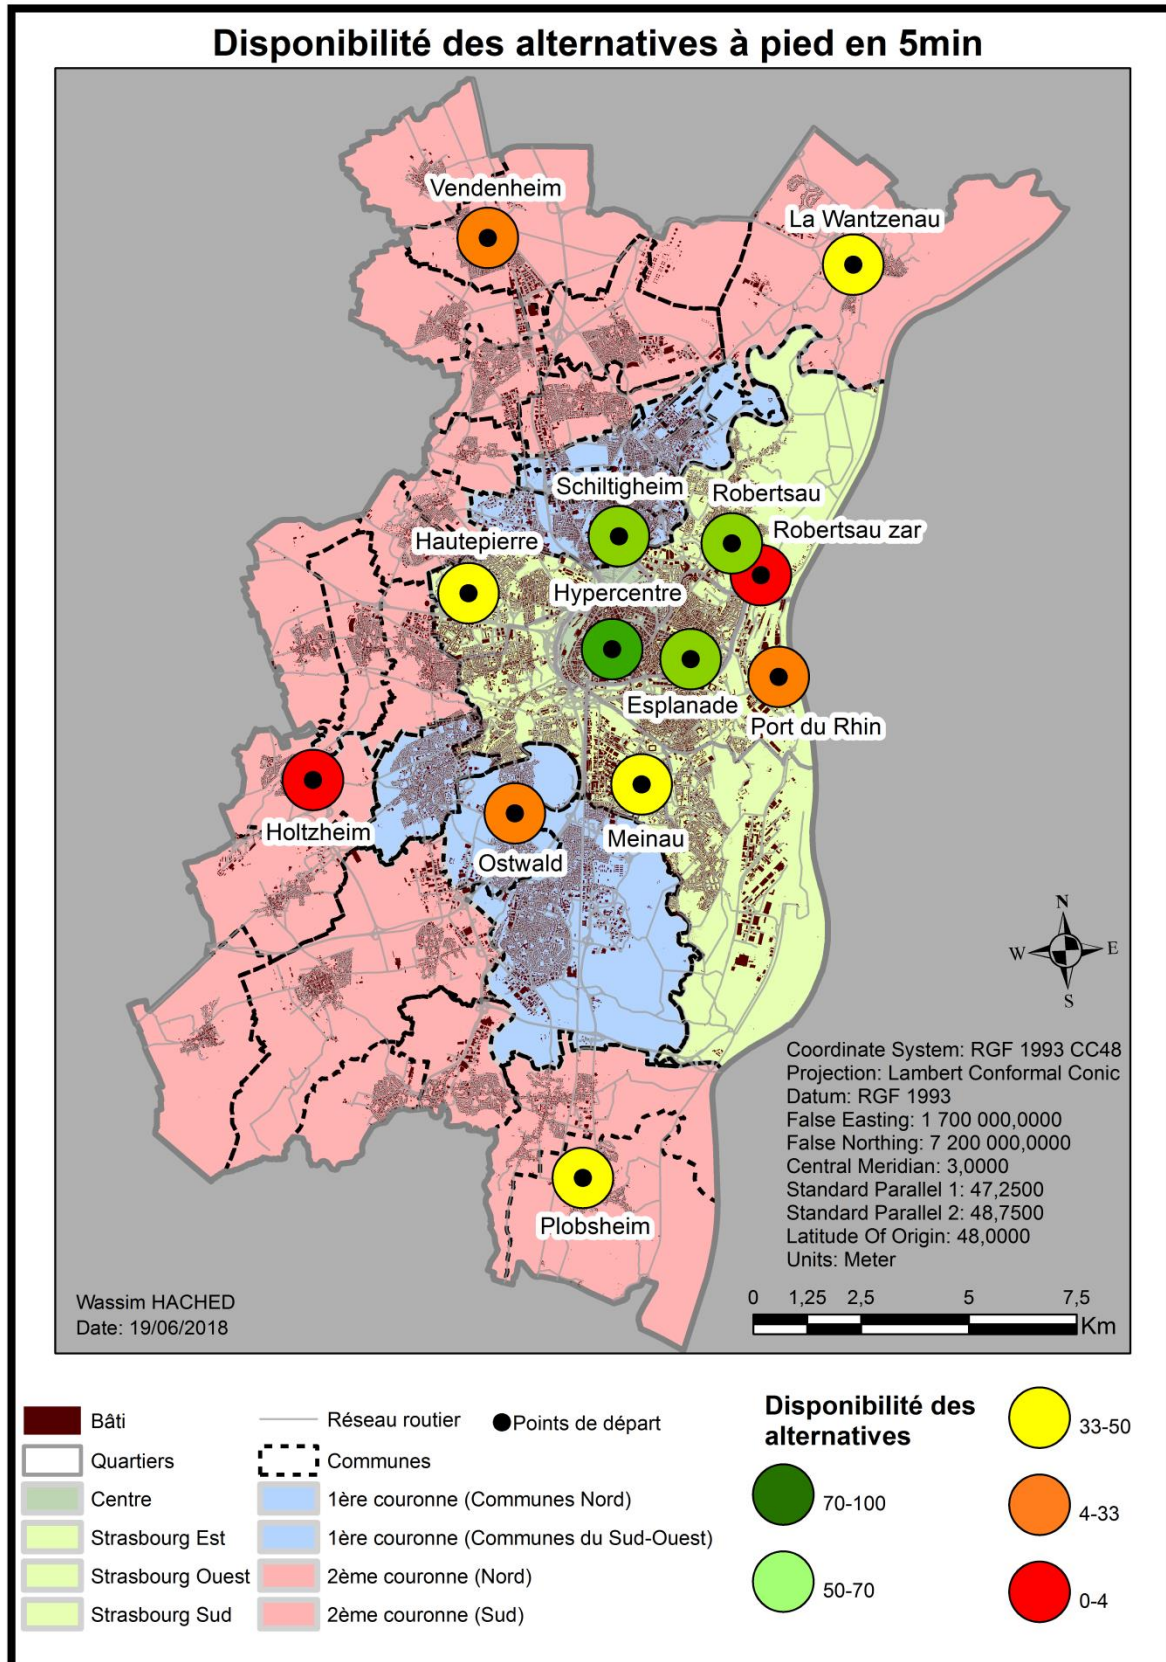 Disponibilité des alternatives à pied en 5min
Vendenheim
La Wantzenau
Schiltigheim
Robertsau
Robertsau zar
Hautepierre
Hypercentre
Esplanade
Port du Rhin
Holtzheim
Ostwald
Meinau
Plobsheim
N
W
E
S
Coordinate System: RGF 1993 CC48
Projection: Lambert Conformal Conic
Datum: RGF 1993
False Easting: 1 700 000,0000
False Northing: 7 200 000,0000
Central Meridian: 3,0000
Standard Parallel 1: 47,2500
Standard Parallel 2: 48,7500
Latitude Of Origin: 48,0000
Units: Meter
0 1,25 2,5 5 7,5
Km
Wassim HACHED
Date: 19/06/2018
Bâti
Quartiers
Centre
Strasbourg Est
Strasbourg Ouest
Strasbourg Sud
Réseau routier
Communes
1ère couronne (Communes Nord)
1ère couronne (Communes du Sud-Ouest)
2ème couronne (Nord)
2ème couronne (Sud)
Points de départ
Disponibilité des
alternatives
70-100
50-70
33-50
4-33
0-4